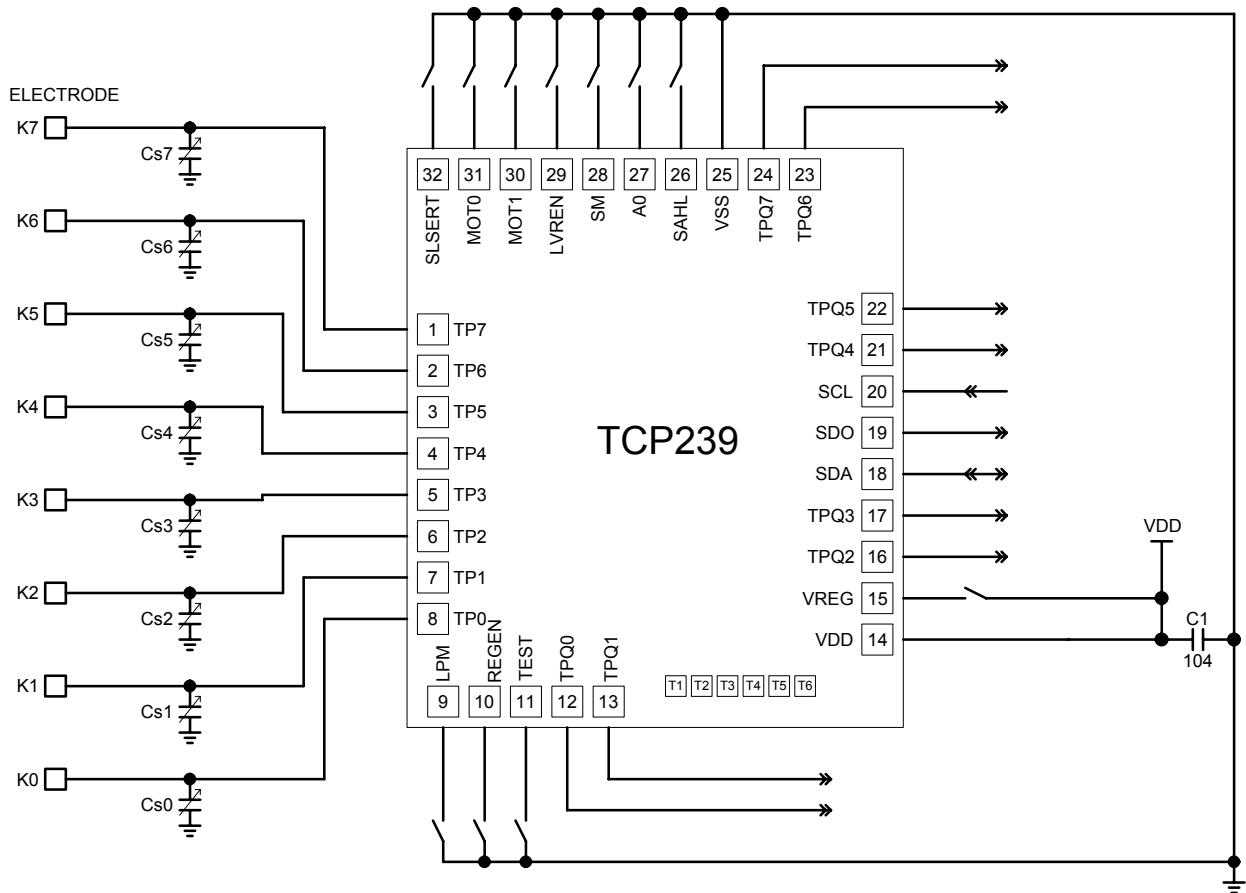 ELECTRODE
K7
Cs7
K6
Cs6
K5
Cs5
K4
Cs4
K3
Cs3
K2
Cs2
K1
Cs1
K0
Cs0
32 31 30 29 28 27 26 25 24 23
SLSERT
MOT0
MOT1
LVREN
SM
A0
SAHL
VSS
TPQ7
TPQ6
1 TP7
2 TP6
3 TP5
4 TP4
5 TP3
6 TP2
7 TP1
8 TP0
TCP239
TPQ5 22
TPQ4 21
SCL 20
SDO 19
SDA 18
TPQ3 17
TPQ2 16
VREG 15
VDD 14
VDD
C1
104
LPM
REGEN
TEST
TPQ0
TPQ1
9 10 11 12 13
T1 T2 T3 T4 T5 T6